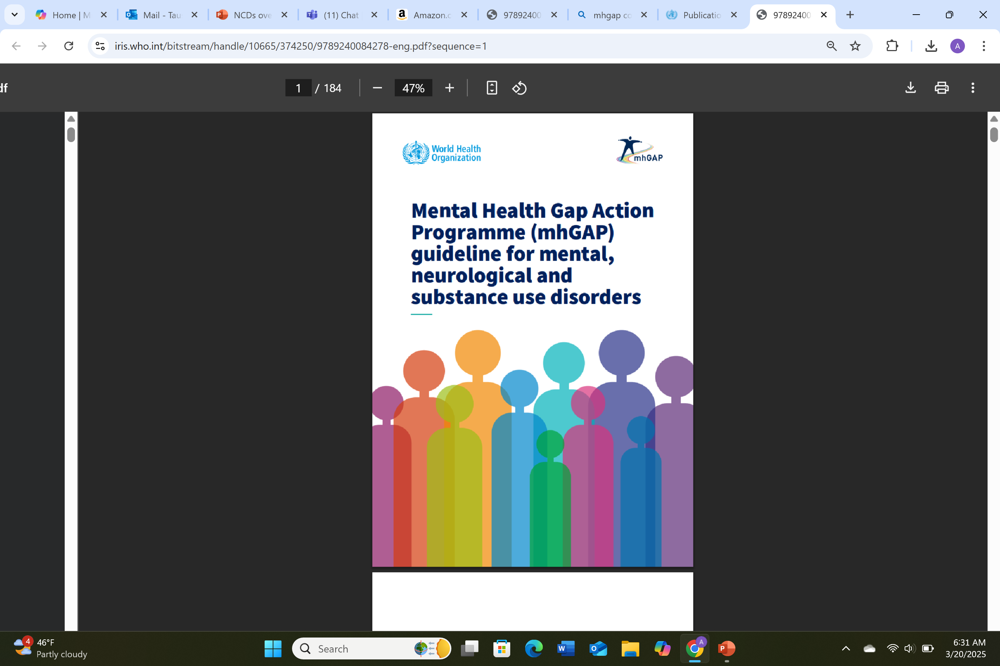 Home | M
Mail - Tau
NCDs ove
(11) Chat
Amazon.c
97892400
mhgap co
Publicatio
97892400
iris.who.int/bitstream/handle/10665/374250/9789240084278-eng.pdf?sequence=1
A
df
1 / 184
47%
World Health
Organization
mhGAP
Mental Health Gap Action
Programme (mhGAP)
guideline for mental,
neurological and
substance use disorders
4
46°F
Partly cloudy
Search
6:31 AM
3/20/2025